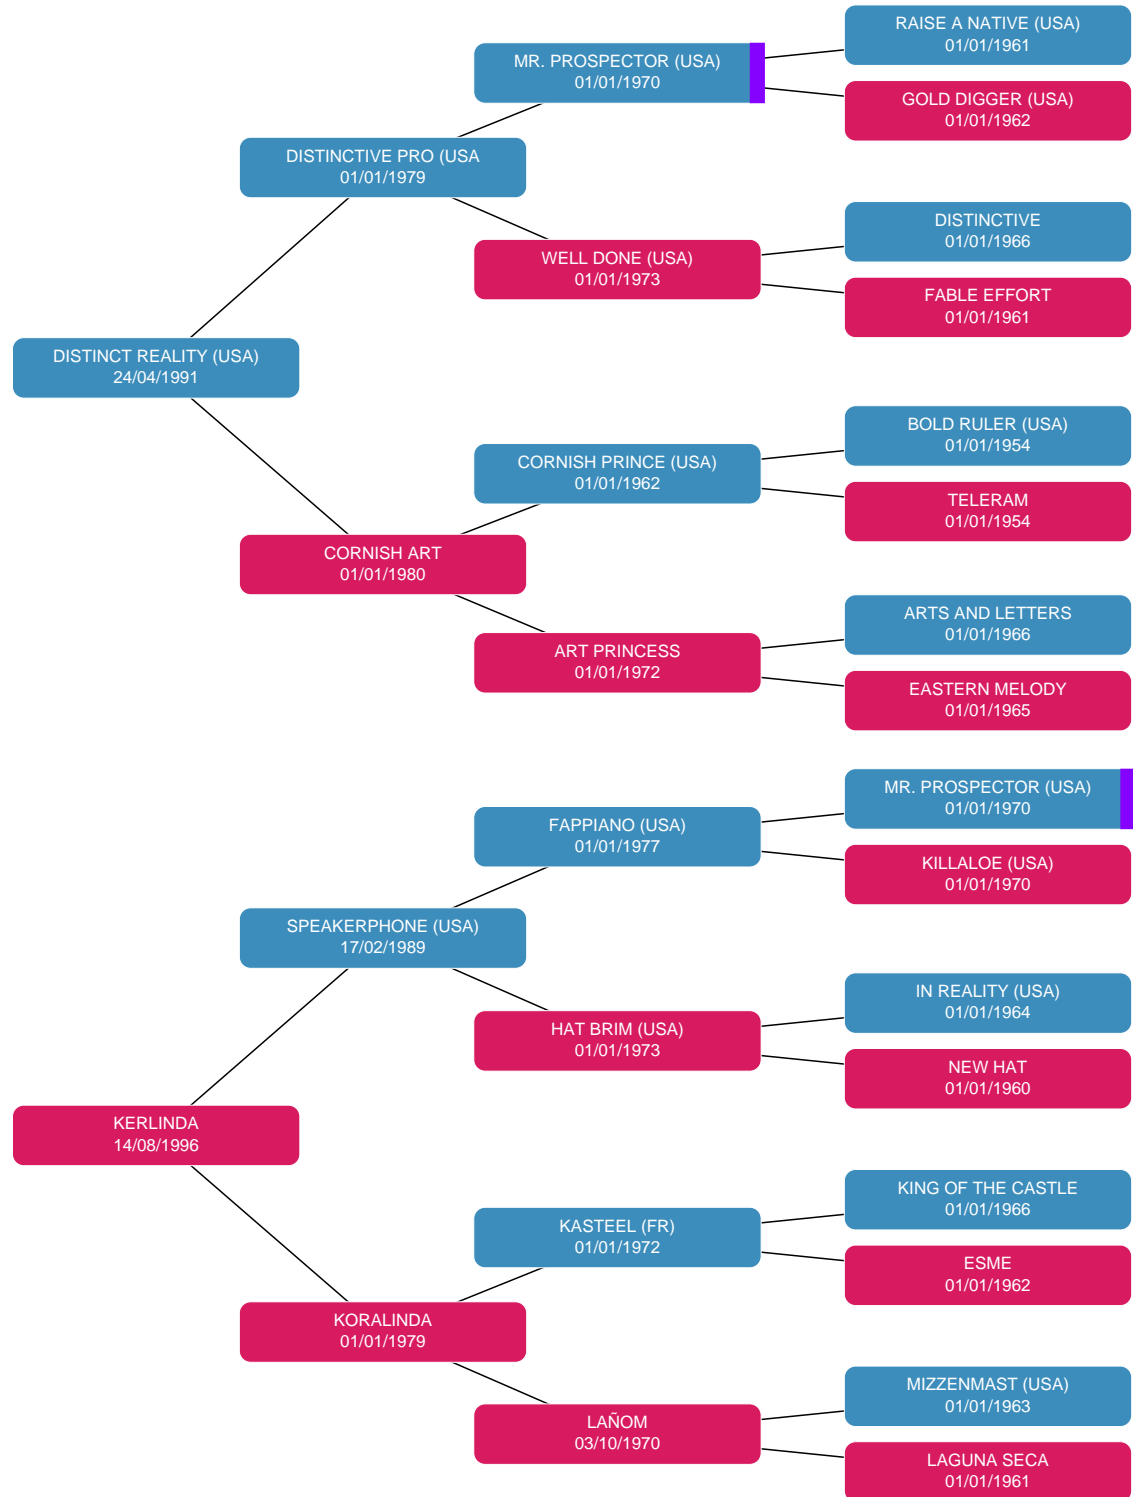 RAISE A NATIVE (USA)
01/01/1961
MR. PROSPECTOR (USA)
01/01/1970
GOLD DIGGER (USA)
01/01/1962
DISTINCTIVE PRO (USA
01/01/1979
DISTINCTIVE
01/01/1966
WELL DONE (USA)
01/01/1973
FABLE EFFORT
01/01/1961
DISTINCT REALITY (USA)
24/04/1991
BOLD RULER (USA)
01/01/1954
CORNISH PRINCE (USA)
01/01/1962
TELERAM
01/01/1954
CORNISH ART
01/01/1980
ARTS AND LETTERS
01/01/1966
ART PRINCESS
01/01/1972
EASTERN MELODY
01/01/1965
MR. PROSPECTOR (USA)
01/01/1970
FAPPIANO (USA)
01/01/1977
KILLALOE (USA)
01/01/1970
SPEAKERPHONE (USA)
17/02/1989
IN REALITY (USA)
01/01/1964
HAT BRIM (USA)
01/01/1973
NEW HAT
01/01/1960
KERLINDA
14/08/1996
KING OF THE CASTLE
01/01/1966
KASTEEL (FR)
01/01/1972
ESME
01/01/1962
KORALINDA
01/01/1979
MIZZENMAST (USA)
01/01/1963
LAÑOM
03/10/1970
LAGUNA SECA
01/01/1961